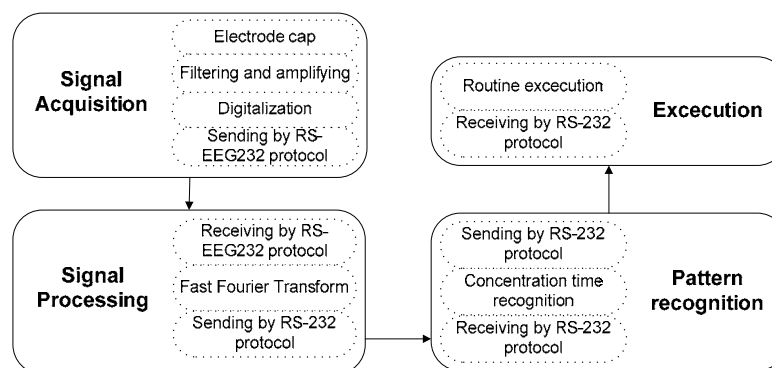 Signal
Acquisition
Electrode cap
Filtering and amplifying
Digitalization
Sending by RS-
EEG232 protocol
Signal
Processing
Receiving by RS-
EEG232 protocol
Fast Fourier Transform
Sending by RS-232
protocol
Sending by RS-232
protocol
Concentration time
recognition
Receiving by RS-232
protocol
Pattern
recognition
Routine excecution
Receiving by RS-232
protocol
Excecution